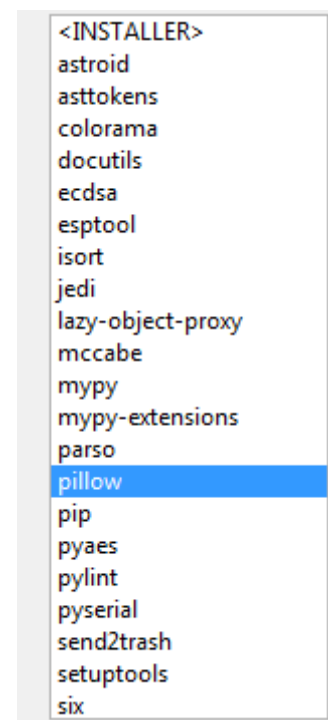 <INSTALLER>
astroid
asttokens
colorama
docutils
ecdsa
esptool
isort
jedi
lazy-object-proxy
mccabe
mypy
mypy-extensions
parso
pillow
pip
pyaes
pylint
pyserial
send2trash
setuptools
six